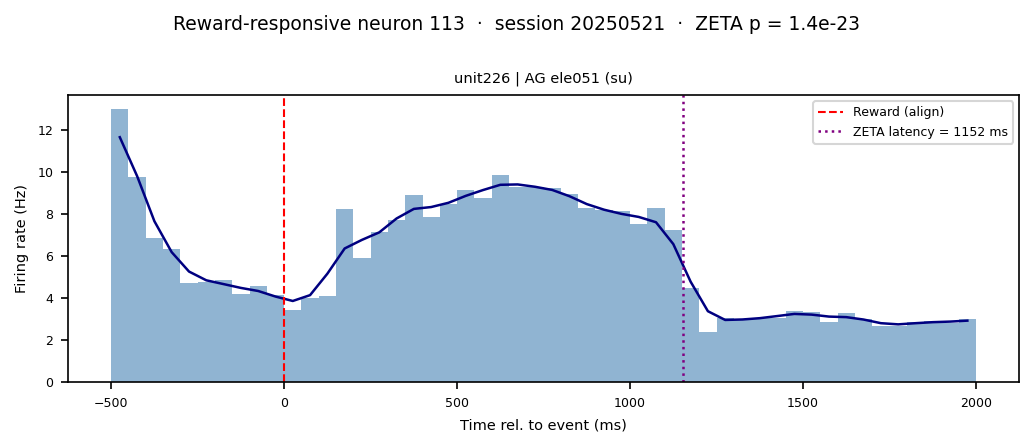 Reward-responsive neuron 113 · session 20250521 · ZETA p = 1.4e-23
unit226 | AG ele051 (su)
Reward (align)
ZETA latency = 1152 ms
Firing rate (Hz)
12
10
8
6
4
2
0
−500 0 500 1000 1500 2000
Time rel. to event (ms)